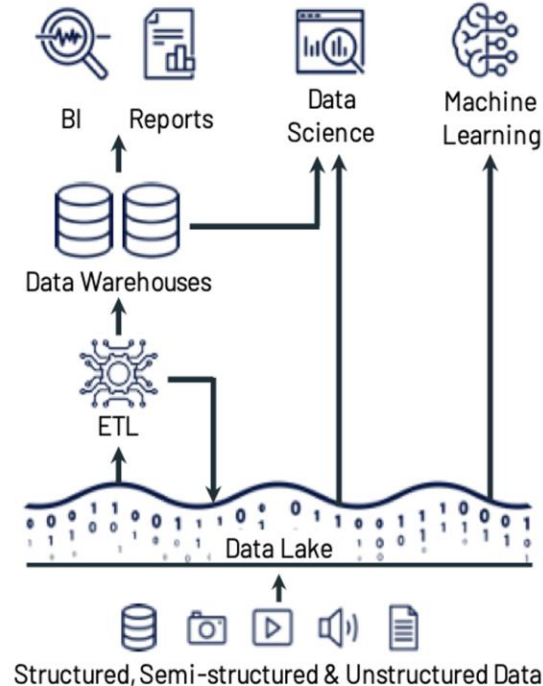 BI
Reports
Data
Science
Machine
Learning
Data Warehouses
ETL
Data Lake
Structured, Semi-structured & Unstructured Data